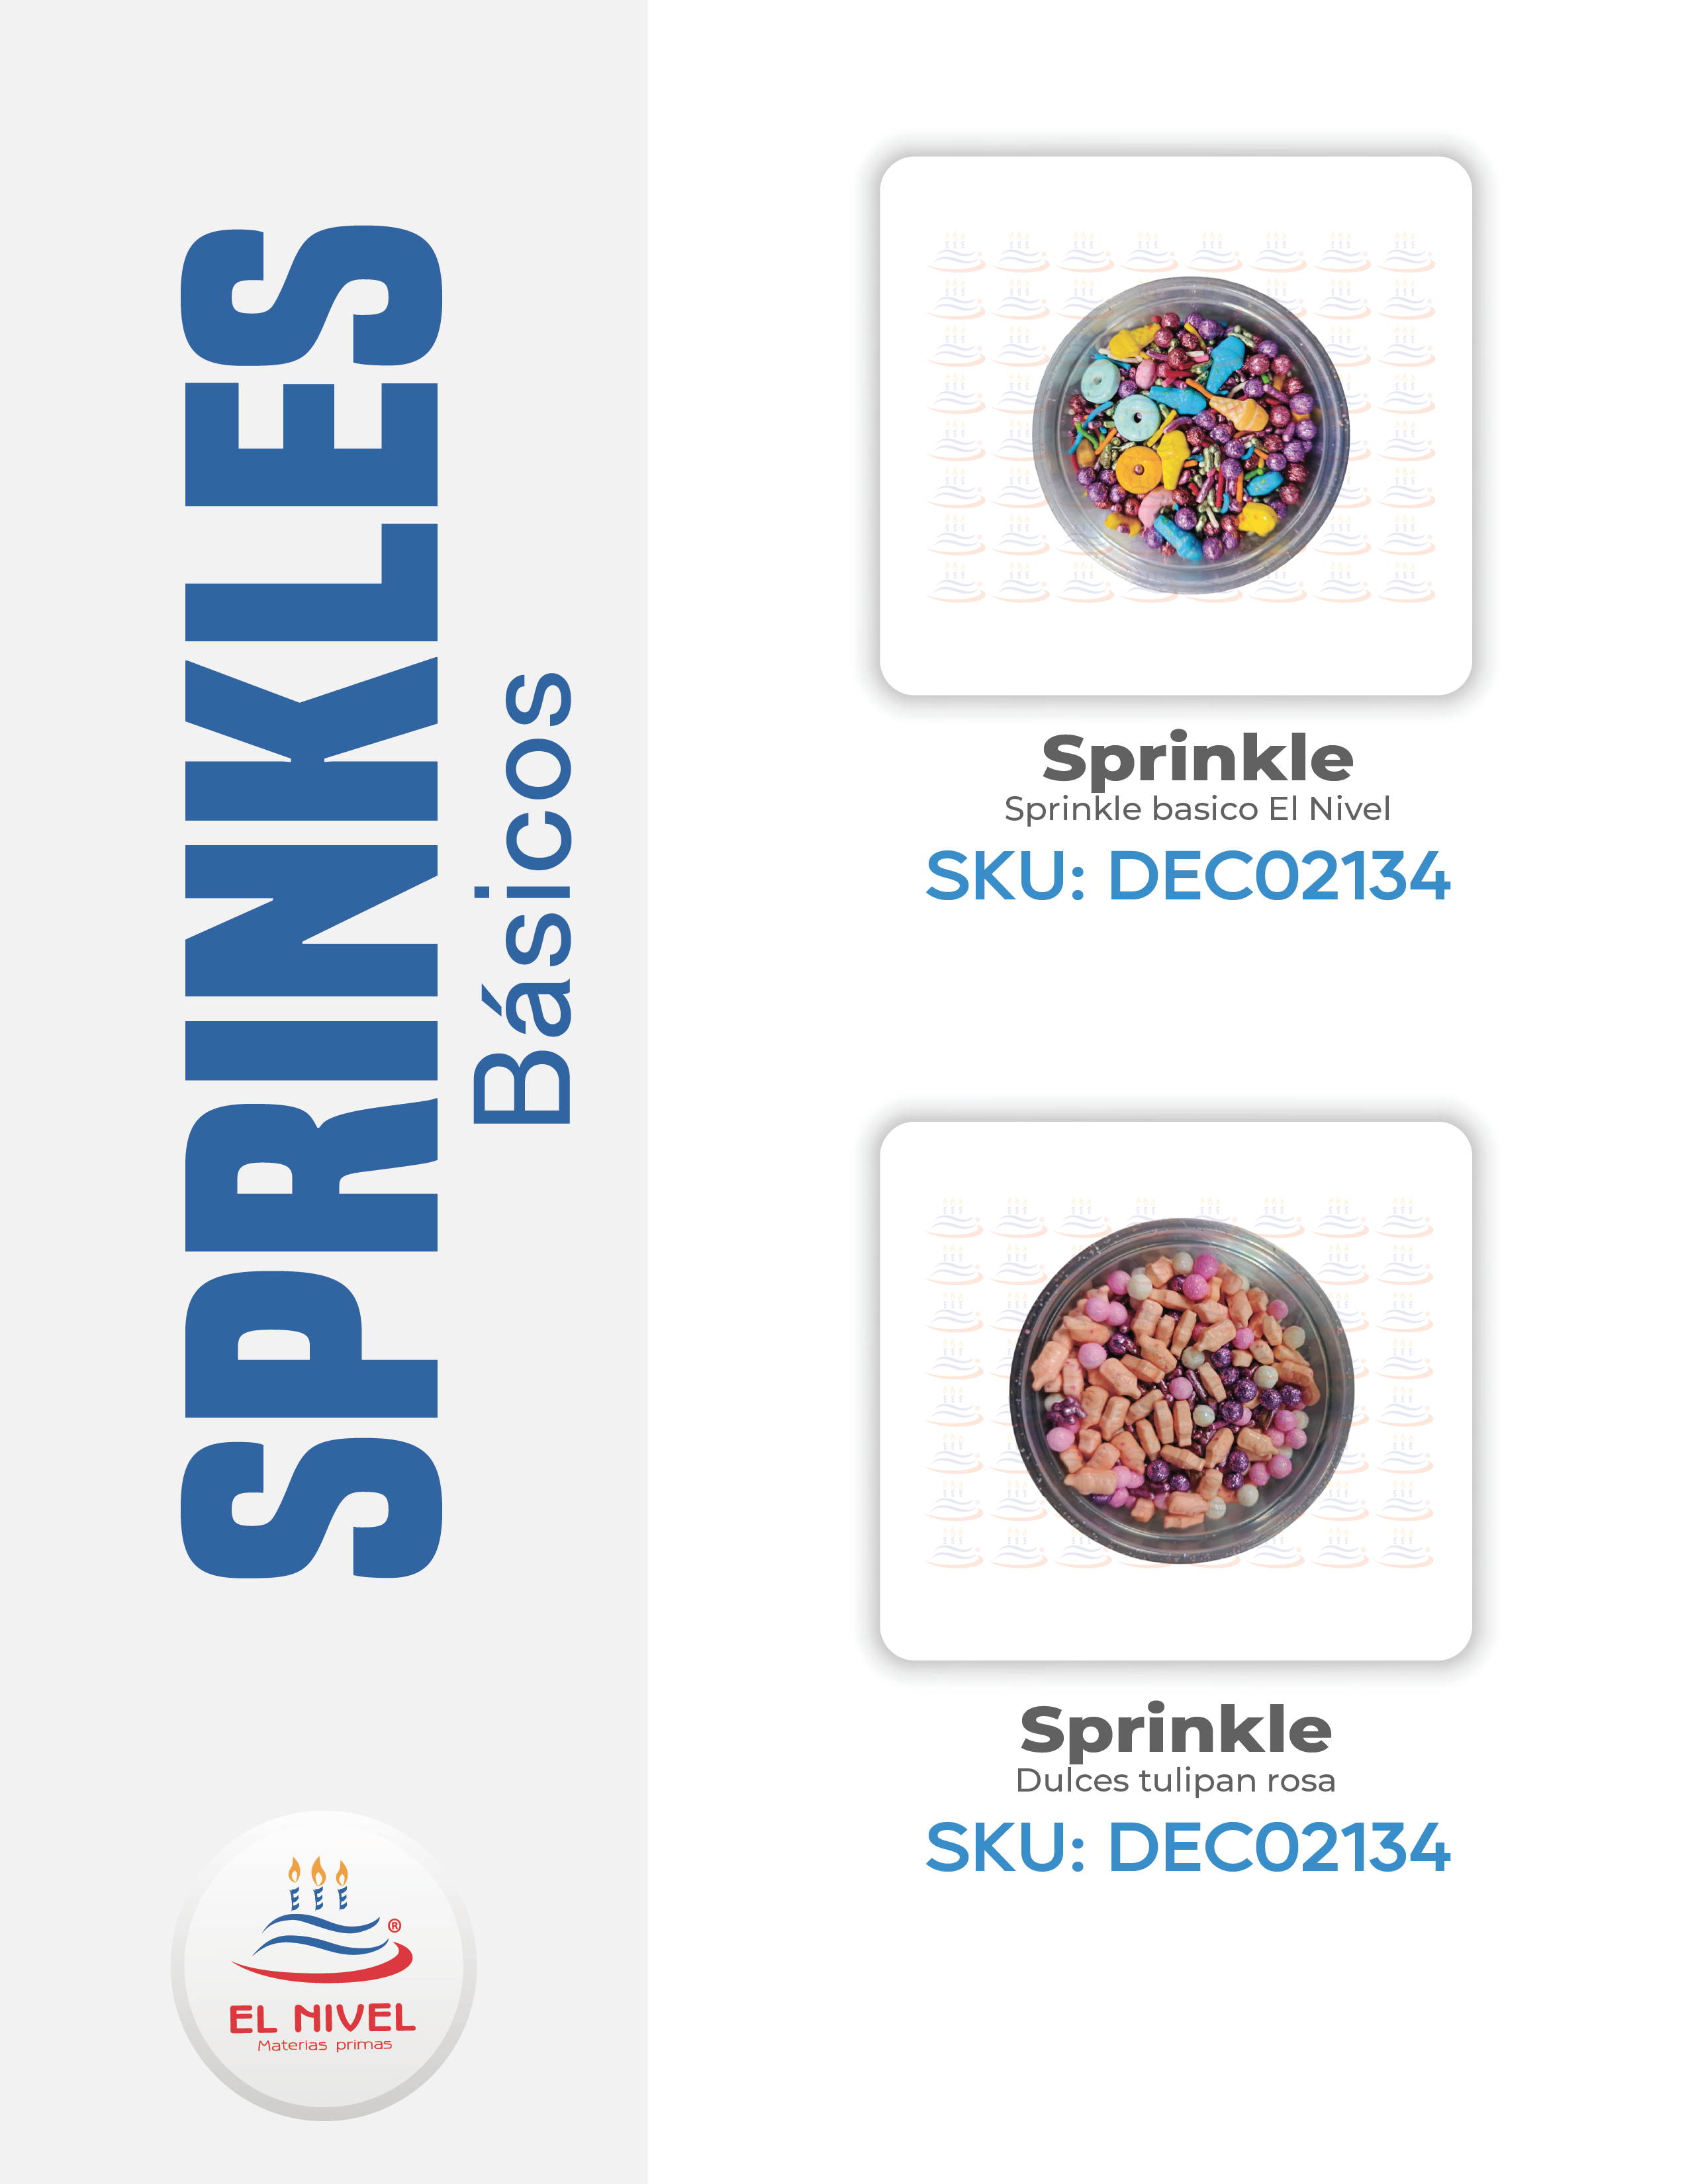 SPRINKLES
Básicos
Sprinkle
Sprinkle basico El Nivel
SKU: DEC02134
Sprinkle
Dulces tulipan rosa
SKU: DEC02134
®
EL NIVEL
Materias primas